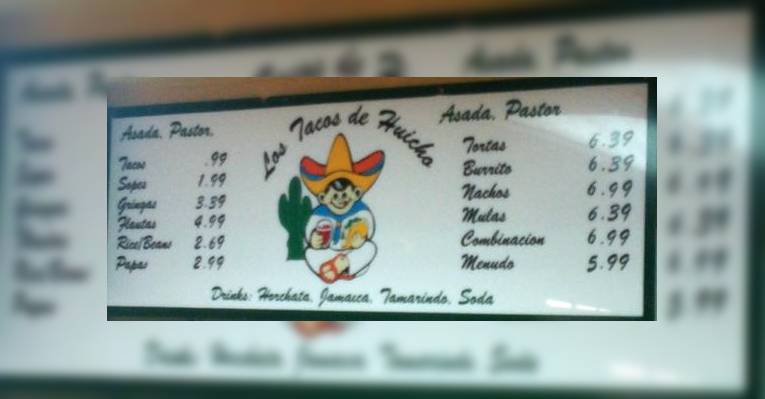 Los Tacos de Huicho
Asada, Pastor,
Tacos .99
Sopes 1.99
Gringas 3.39
Flautas 4.99
Rice/Beans 2.69
Papas 2.99
Asada, Pastor
Tortas 6.39
Burrito 6.39
Nachos 6.99
Mulas 6.39
Combinacion 6.99
Menudo 5.99
Drinks: Horchata, Jamaica, Tamarindo, Soda